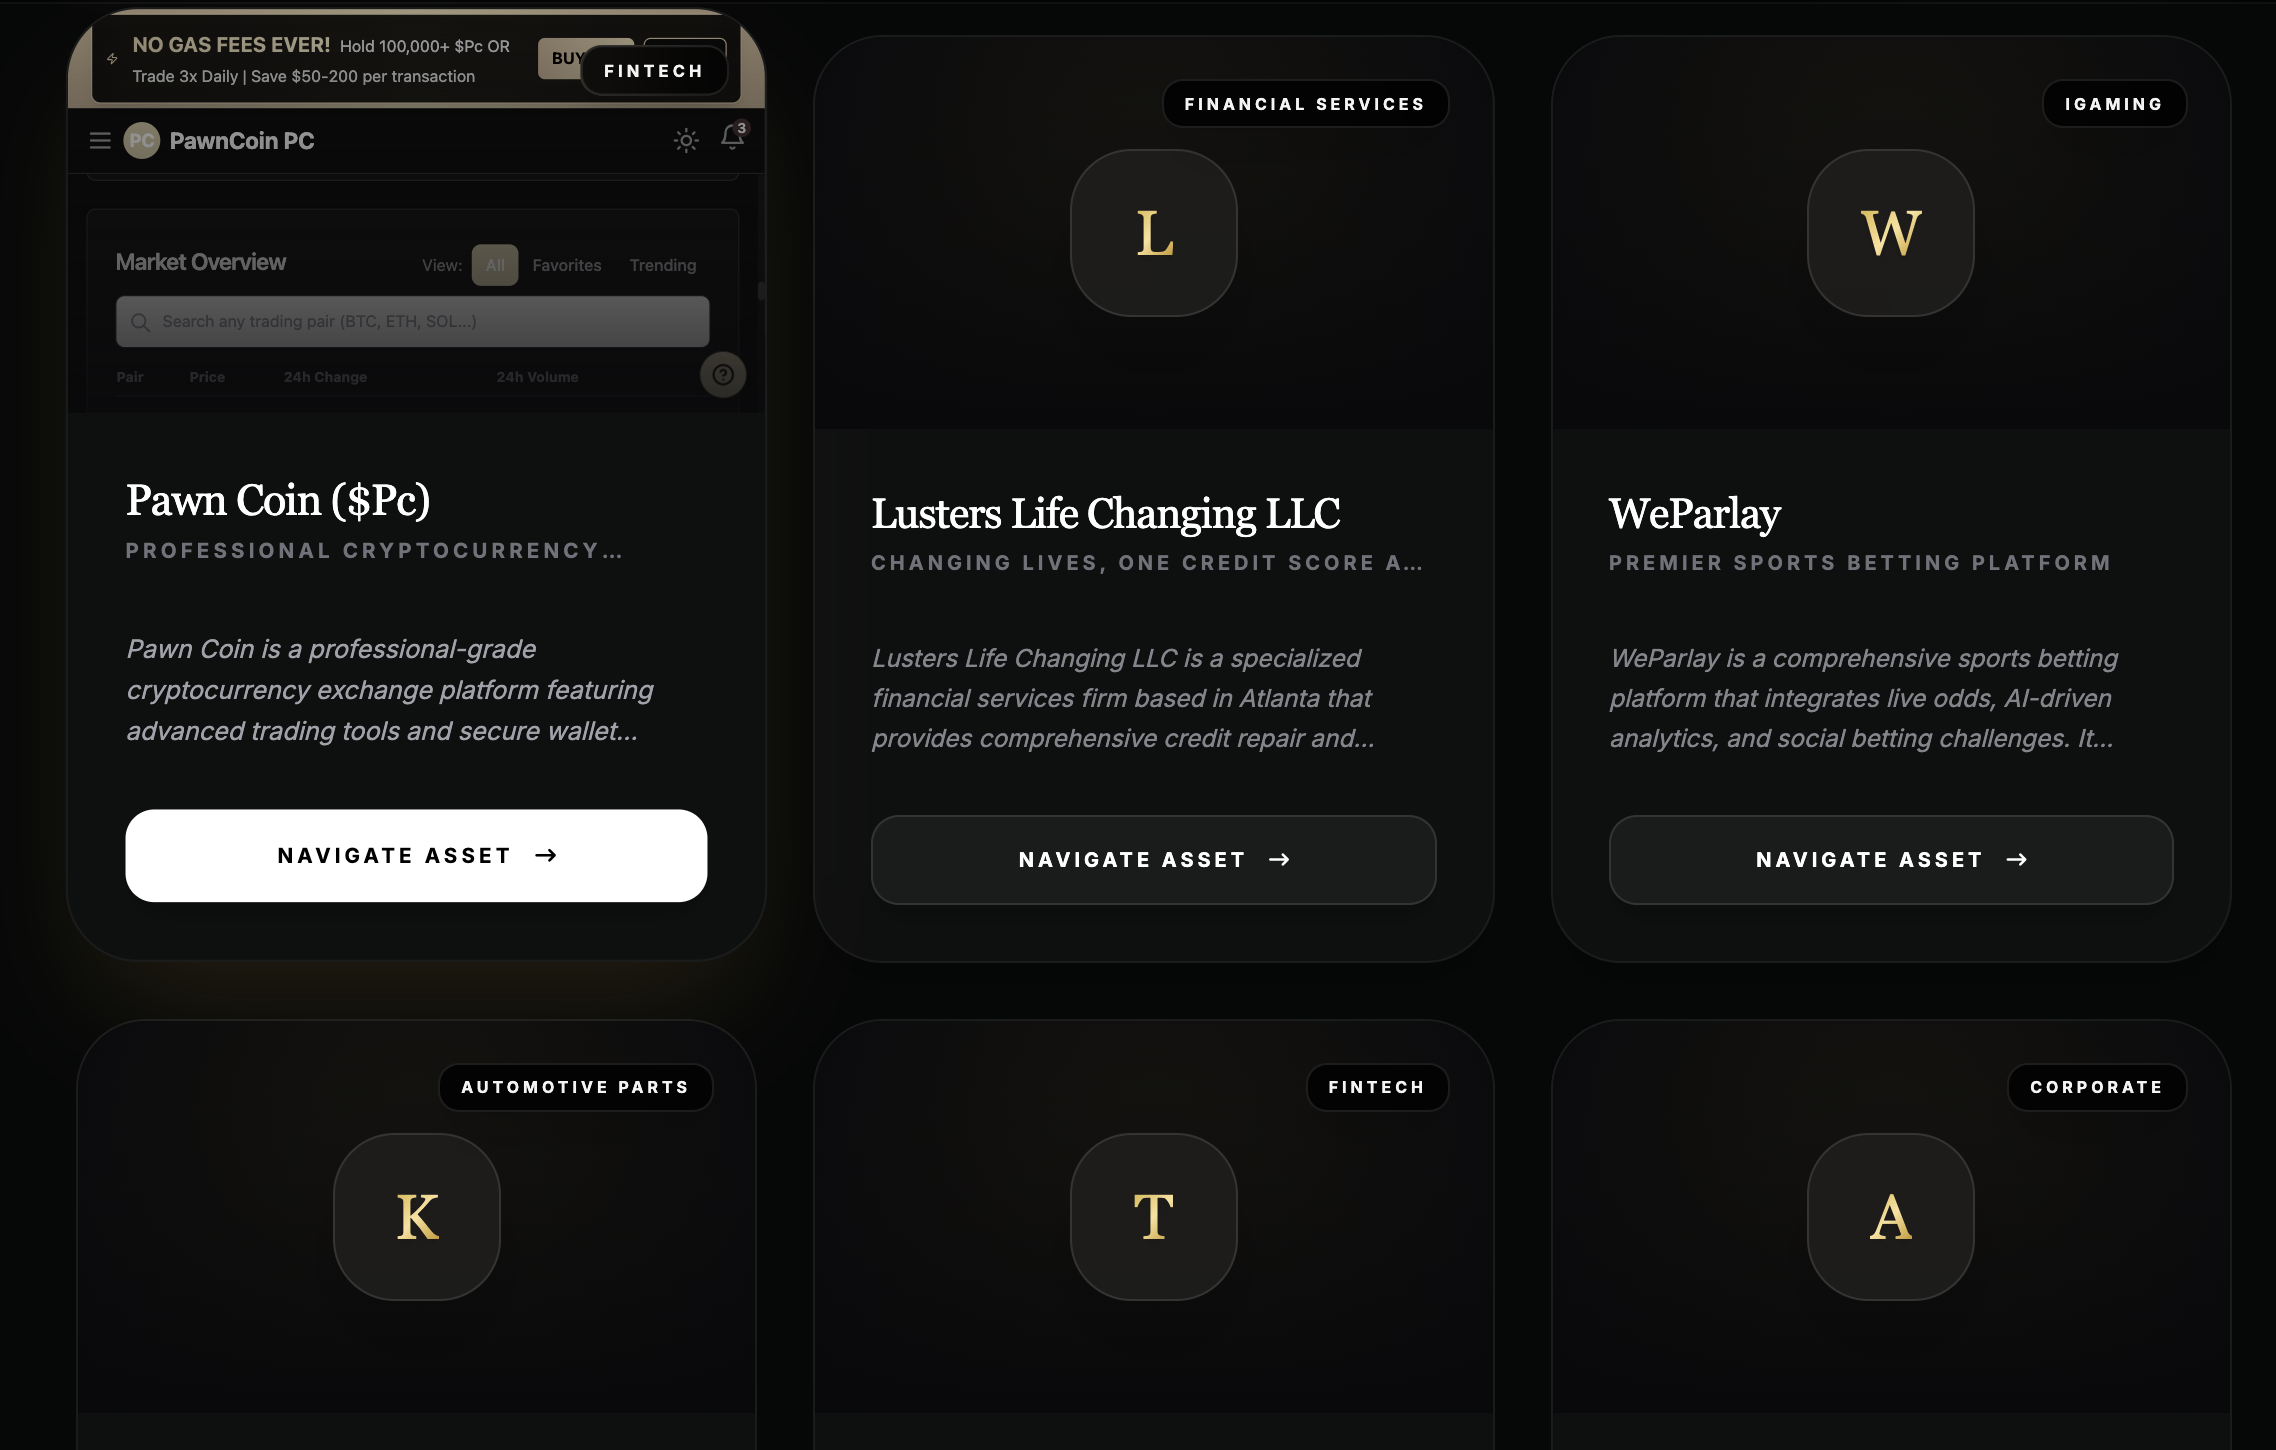 NO GAS FEES EVER! Hold 100,000+ $Pc OR
Trade 3x Daily | Save $50-200 per transaction
BUY
FINTECH
PC PawnCoin PC
3
Market Overview
View: All Favorites Trending
Search any trading pair (BTC, ETH, SOL...)
Pair Price 24h Change 24h Volume
Pawn Coin ($Pc)
PROFESSIONAL CRYPTOCURRENCY...
Pawn Coin is a professional-grade
cryptocurrency exchange platform featuring
advanced trading tools and secure wallet...
NAVIGATE ASSET →
FINANCIAL SERVICES
L
Lusters Life Changing LLC
CHANGING LIVES, ONE CREDIT SCORE A...
Lusters Life Changing LLC is a specialized
financial services firm based in Atlanta that
provides comprehensive credit repair and...
NAVIGATE ASSET →
IGAMING
W
WeParlay
PREMIER SPORTS BETTING PLATFORM
WeParlay is a comprehensive sports betting
platform that integrates live odds, AI-driven
analytics, and social betting challenges. It...
NAVIGATE ASSET →
AUTOMOTIVE PARTS
K
FINTECH
T
CORPORATE
A